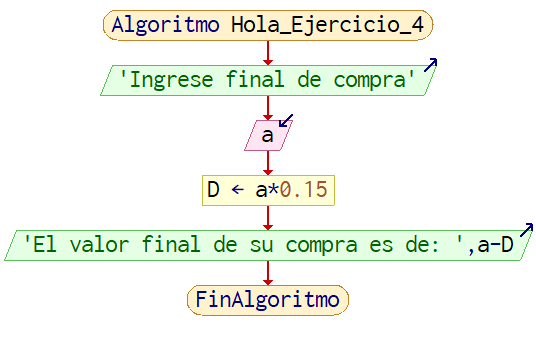 Algoritmo Hola_Ejercicio_4
'Ingrese final de compra'
a
D ← a*0.15
'El valor final de su compra es de: ',a-D
FinAlgoritmo